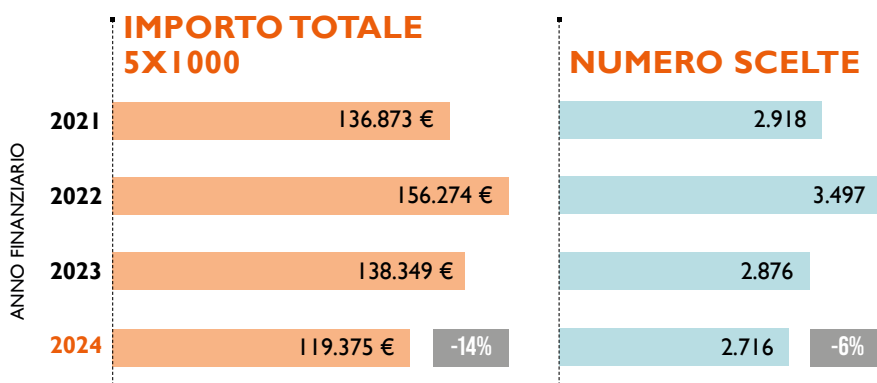 IMPORTO TOTALE
5X1000
NUMERO SCELTE
ANNO FINANZIARIO
2021 136.873 € 2.918
2022 156.274 € 3.497
2023 138.349 € 2.876
2024 119.375 € -14% 2.716 -6%